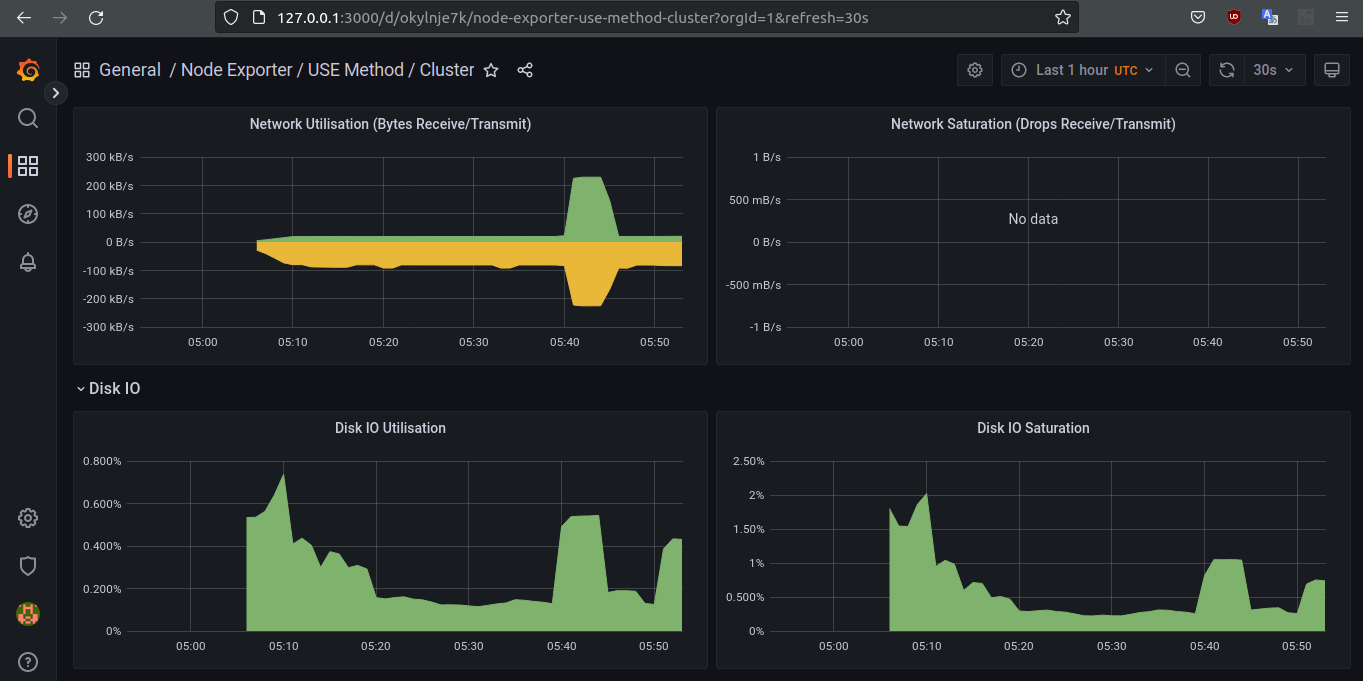 127.0.0.1:3000/d/okylnje7k/node-exporter-use-method-cluster?orgId=1&refresh=30s
General / Node Exporter / USE Method / Cluster
Last 1 hour UTC
30s
Network Utilisation (Bytes Receive/Transmit)
300 kB/s
200 kB/s
100 kB/s
0 B/s
-100 kB/s
-200 kB/s
-300 kB/s
05:00 05:10 05:20 05:30 05:40 05:50
Network Saturation (Drops Receive/Transmit)
1 B/s
500 mB/s
0 B/s
-500 mB/s
-1 B/s
No data
05:00 05:10 05:20 05:30 05:40 05:50
Disk IO
Disk IO Utilisation
0.800%
0.600%
0.400%
0.200%
0%
05:00 05:10 05:20 05:30 05:40 05:50
Disk IO Saturation
2.50%
2%
1.50%
1%
0.500%
0%
05:00 05:10 05:20 05:30 05:40 05:50